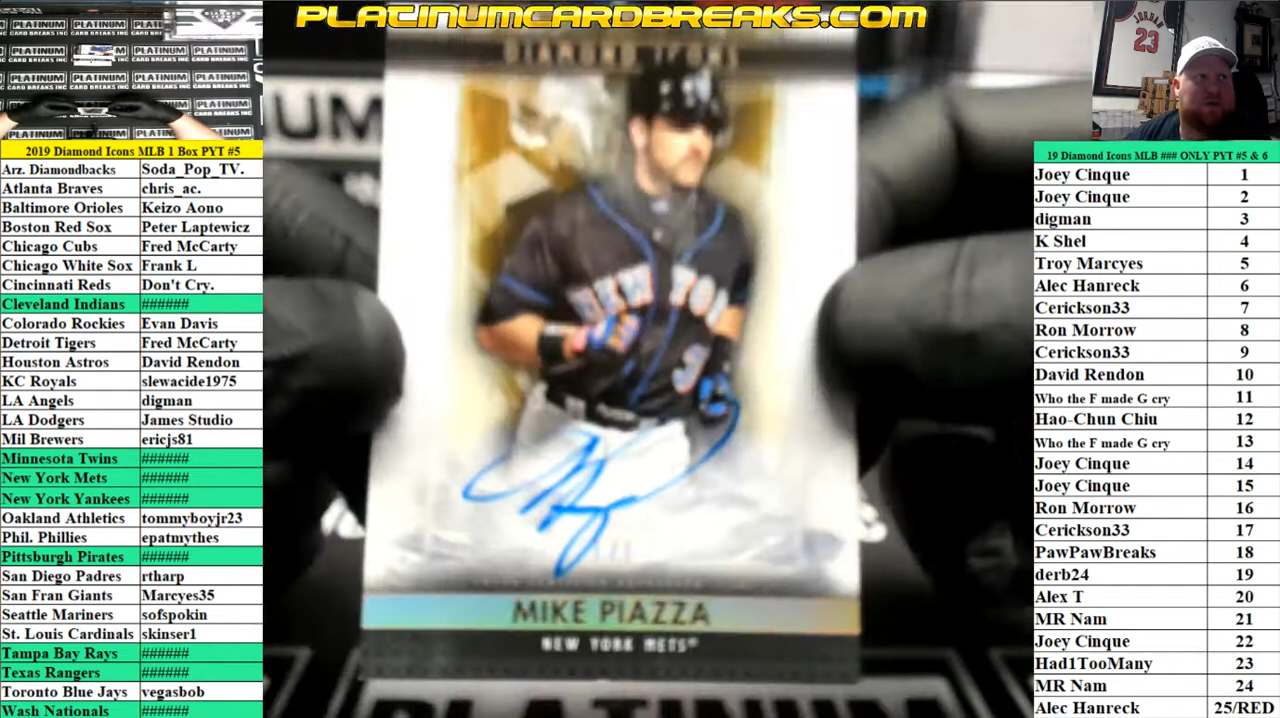 PLATINUMCARDBREAKS.COM
DIAMOND ICONS
JORDAN
23
2019 Diamond Icons MLB 1 Box PYT #5
Arz. Diamondbacks Soda_Pop_TV.
Atlanta Braves chris_ac.
Baltimore Orioles Keizo Aono
Boston Red Sox Peter Laptewicz
Chicago Cubs Fred McCarty
Chicago White Sox Frank L
Cincinnati Reds Don't Cry.
Cleveland Indians ######
Colorado Rockies Evan Davis
Detroit Tigers Fred McCarty
Houston Astros David Rendon
KC Royals slewacide1975
LA Angels digman
LA Dodgers James Studio
Mil Brewers ericjs81
Minnesota Twins ######
New York Mets ######
New York Yankees ######
Oakland Athletics tommyboyjr23
Phil. Phillies epatmythes
Pittsburgh Pirates ######
San Diego Padres rtharp
San Fran Giants Marcyes35
Seattle Mariners sofspokin
St. Louis Cardinals skinser1
Tampa Bay Rays ######
Texas Rangers ######
Toronto Blue Jays vegasbob
Wash Nationals ######
NEW YORK
3
MIKE PIAZZA
NEW YORK METS
PLATINUM
19 Diamond Icons MLB ### ONLY PYT #5 & 6
Joey Cinque 1
Joey Cinque 2
digman 3
K Shel 4
Troy Marcyes 5
Alec Hanreck 6
Cerickson33 7
Ron Morrow 8
Cerickson33 9
David Rendon 10
Who the F made G cry 11
Hao-Chun Chiu 12
Who the F made G cry 13
Joey Cinque 14
Joey Cinque 15
Ron Morrow 16
Cerickson33 17
PawPawBreaks 18
derb24 19
Alex T 20
MR Nam 21
Joey Cinque 22
Had1TooMany 23
MR Nam 24
Alec Hanreck 25/RED